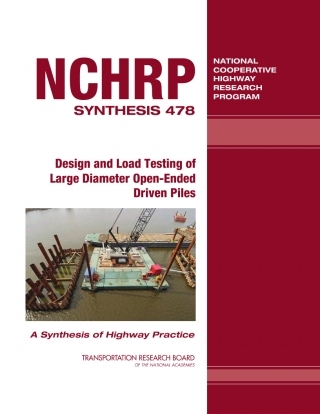 NCHRP
SYNTHESIS 478
NATIONAL
COOPERATIVE
HIGHWAY
RESEARCH
PROGRAM
Design and Load Testing of
Large Diameter Open-Ended
Driven Piles
A Synthesis of Highway Practice
TRANSPORTATION RESEARCH BOARD
OF THE NATIONAL ACADEMIES